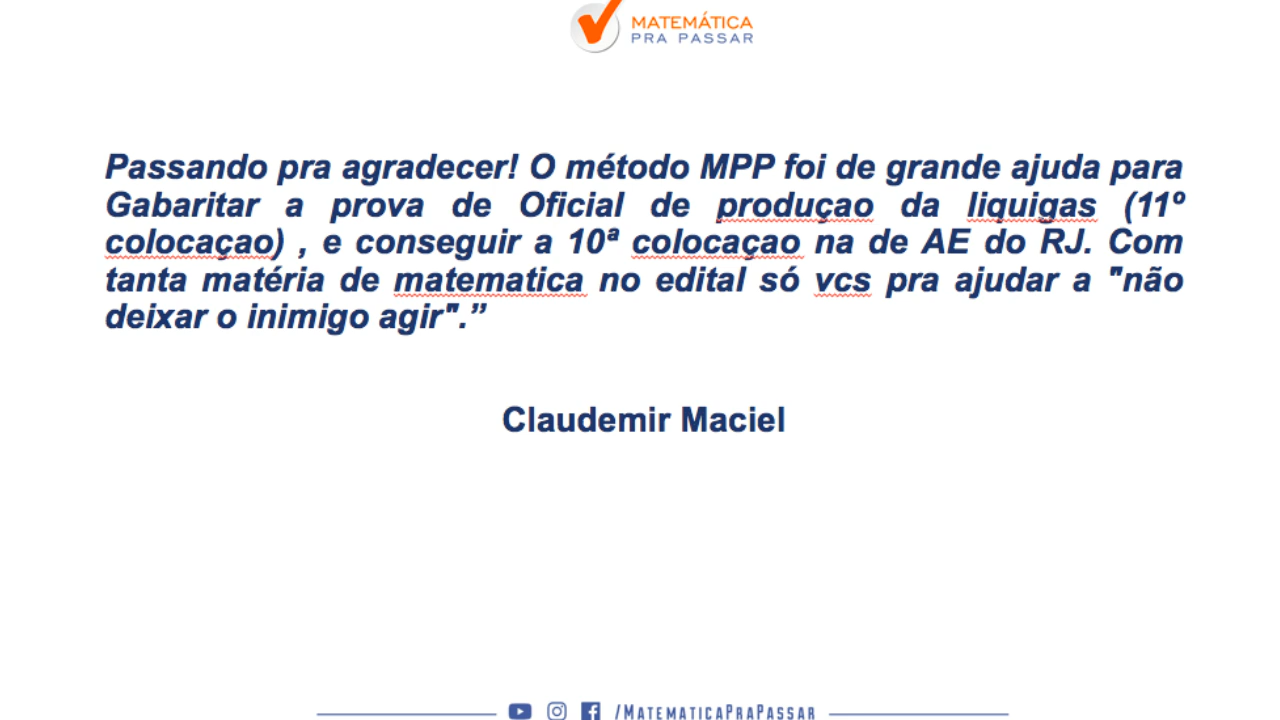 MATEMÁTICA
PRA PASSAR
Passando pra agradecer! O método MPP foi de grande ajuda para
Gabaritar a prova de Oficial de produçao da liquigas (11º
colocaçao) , e conseguir a 10ª colocaçao na de AE do RJ. Com
tanta matéria de matematica no edital só vcs pra ajudar a "não
deixar o inimigo agir".”
Claudemir Maciel
/MATEMATICAPRAPASSAR